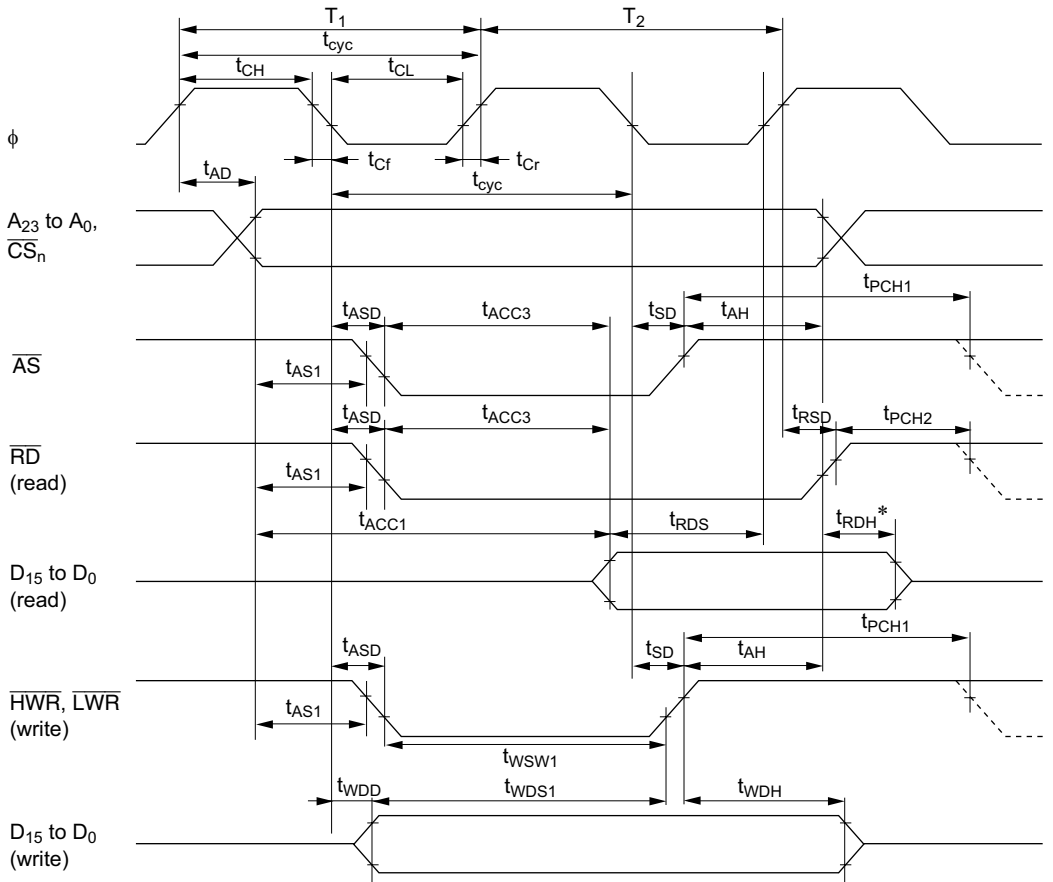 T1 T2
tcyc
tCH tCL
ϕ
tCf tCr
tAD tcyc
A23 to A0,
CSn
tPCH1
tASD tACC3 tSD tAH
AS
tAS1
tASD tACC3 tRSD tPCH2
RD
(read)
tAS1
tACC1 tRDS tRDH*
D15 to D0
(read)
tPCH1
tASD tSD tAH
HWR, LWR
(write)
tAS1
tWSW1
tWDD tWDS1 tWDH
D15 to D0
(write)